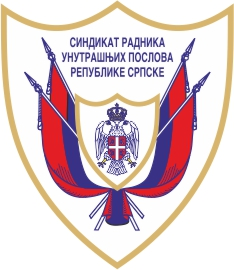 СИНДИКАТ РАДНИКА
УНУТРАШЊИХ ПОСЛОВА
РЕПУБЛИКЕ СРПСКЕ